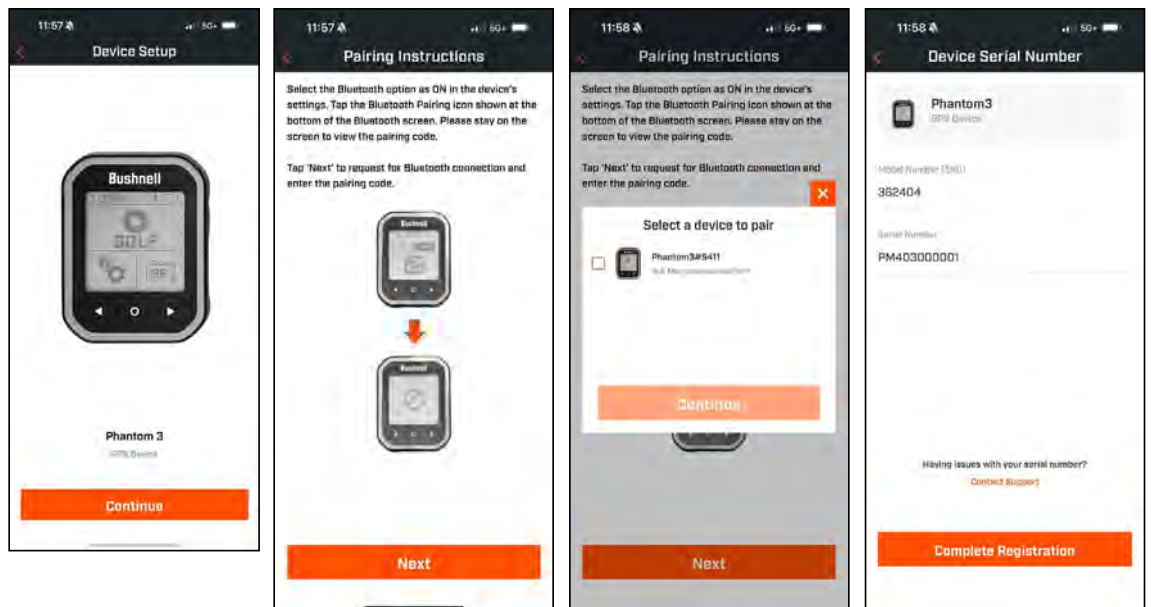 11:57
5G+
Device Setup
Bushnell
GOLF
Phantom 3
GPS Device
Continue
11:57
5G+
Pairing Instructions
Select the Bluetooth option as ON in the device's
settings. Tap the Bluetooth Pairing icon shown at the
bottom of the Bluetooth screen. Please stay on the
screen to view the pairing code.
Tap 'Next' to request for Bluetooth connection and
enter the pairing code.
Bushnell
Bushnell
Next
11:58
5G+
Pairing Instructions
Select the Bluetooth option as ON in the device's
settings. Tap the Bluetooth Pairing icon shown at the
bottom of the Bluetooth screen. Please stay on the
screen to view the pairing code.
Tap 'Next' to request for Bluetooth connection and
enter the pairing code.
Select a device to pair
Phantom3#5411
Continue
Next
11:58
5G+
Device Serial Number
Phantom3
GPS Device
Model Number (SKU)
362404
Serial Number
PM403000001
Having issues with your serial number?
Contact Support
Complete Registration